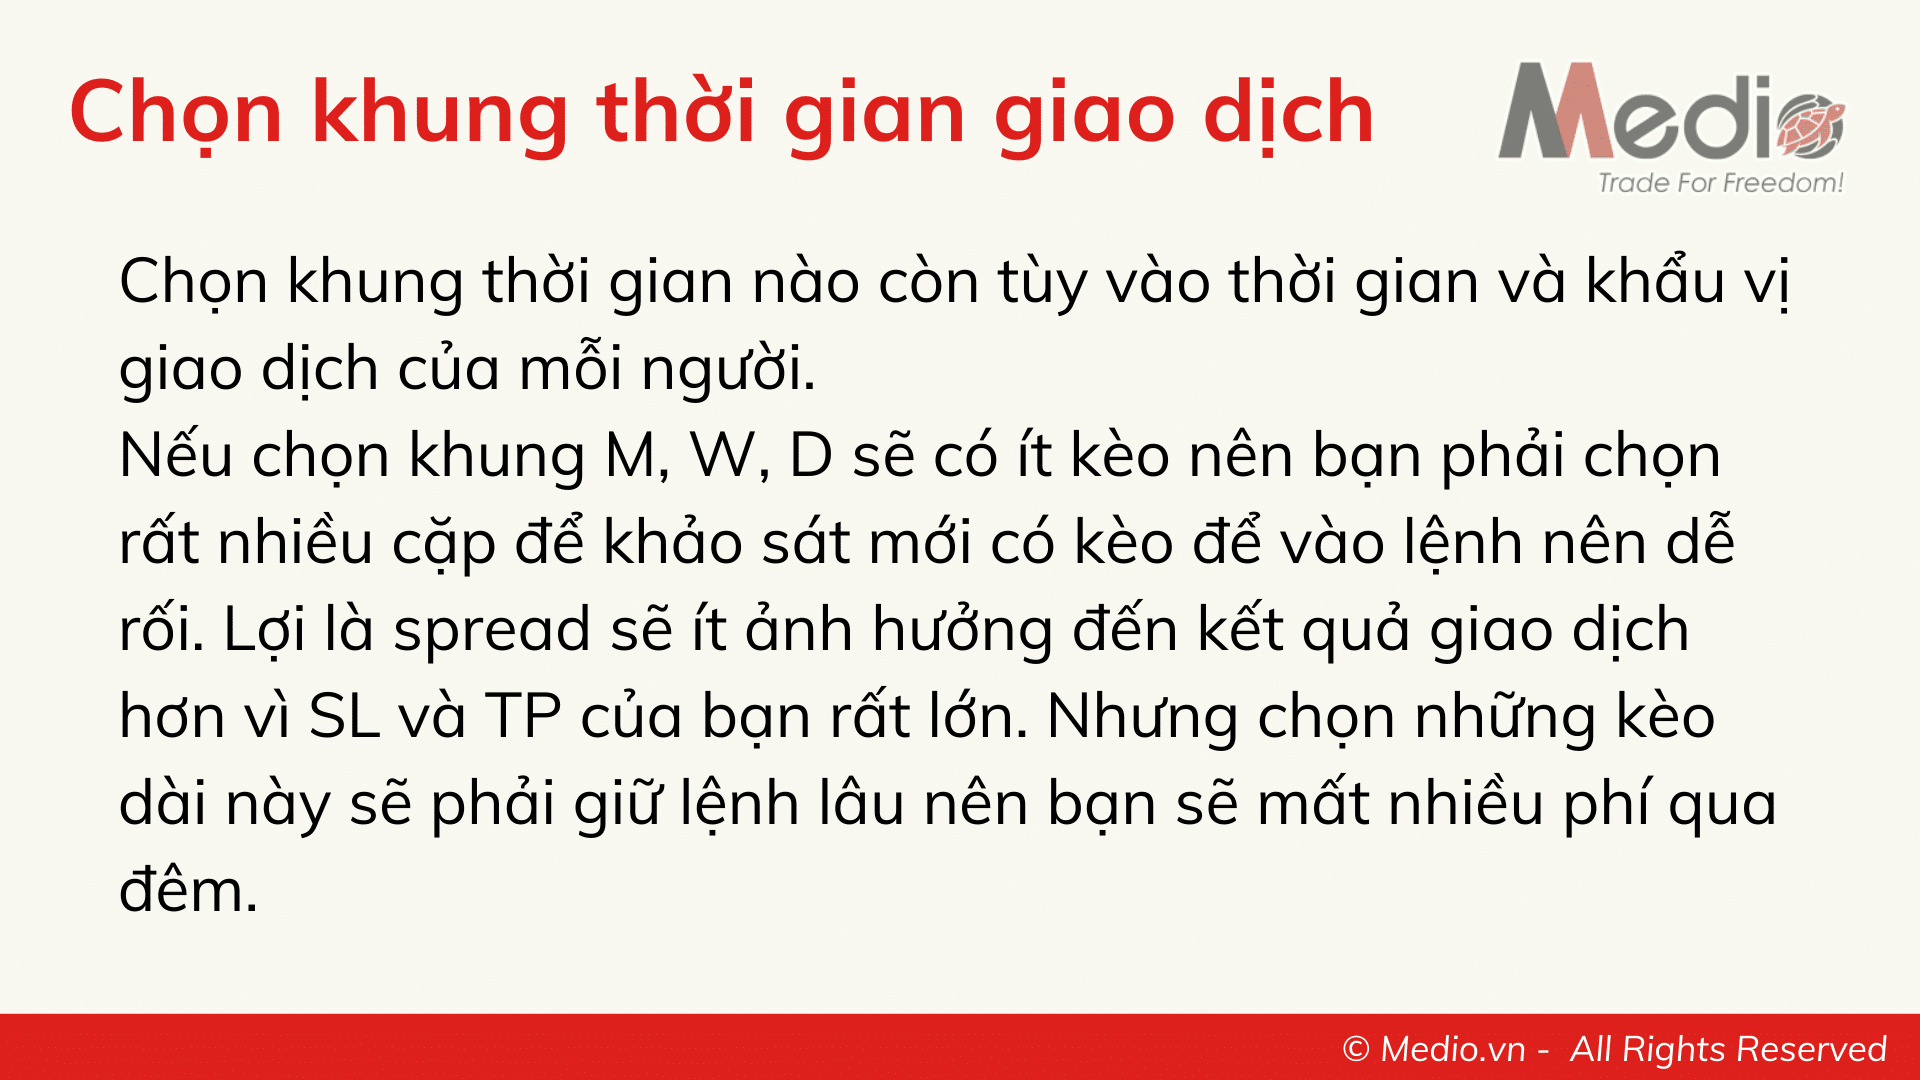 Chọn khung thời gian giao dịch
Medio
Trade For Freedom!
Chọn khung thời gian nào còn tùy vào thời gian và khẩu vị
giao dịch của mỗi người.
Nếu chọn khung M, W, D sẽ có ít kèo nên bạn phải chọn
rất nhiều cặp để khảo sát mới có kèo để vào lệnh nên dễ
rối. Lợi là spread sẽ ít ảnh hưởng đến kết quả giao dịch
hơn vì SL và TP của bạn rất lớn. Nhưng chọn những kèo
dài này sẽ phải giữ lệnh lâu nên bạn sẽ mất nhiều phí qua
đêm.
© Medio.vn - All Rights Reserved